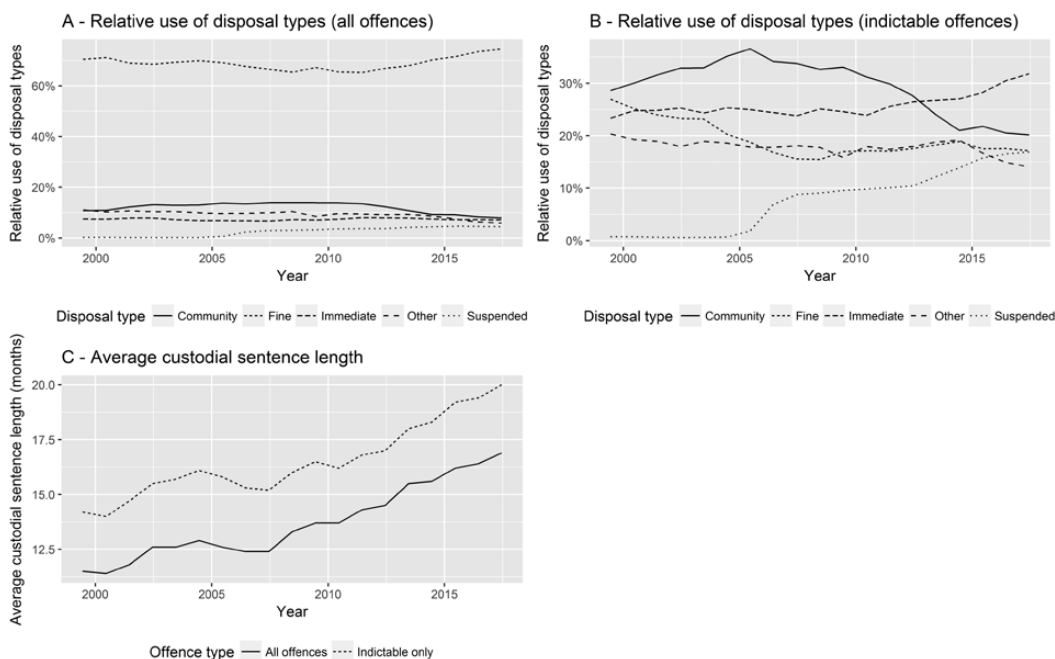 A - Relative use of disposal types (all offences)
Relative use of disposal types
60%
40%
20%
0%
2000 2005 2010 2015
Year
Disposal type Community Fine Immediate Other Suspended
B - Relative use of disposal types (indictable offences)
Relative use of disposal types
30%
20%
10%
0%
2000 2005 2010 2015
Year
Disposal type Community Fine Immediate Other Suspended
C - Average custodial sentence length
Average custodial sentence length (months)
20.0
17.5
15.0
12.5
2000 2005 2010 2015
Year
Offence type All offences Indictable only